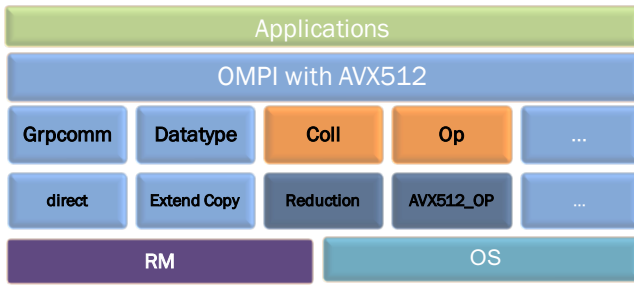 Applications
OMPI with AVX512
Grpcomm Datatype Coll Op ...
direct Extend Copy Reduction AVX512_OP ...
RM OS